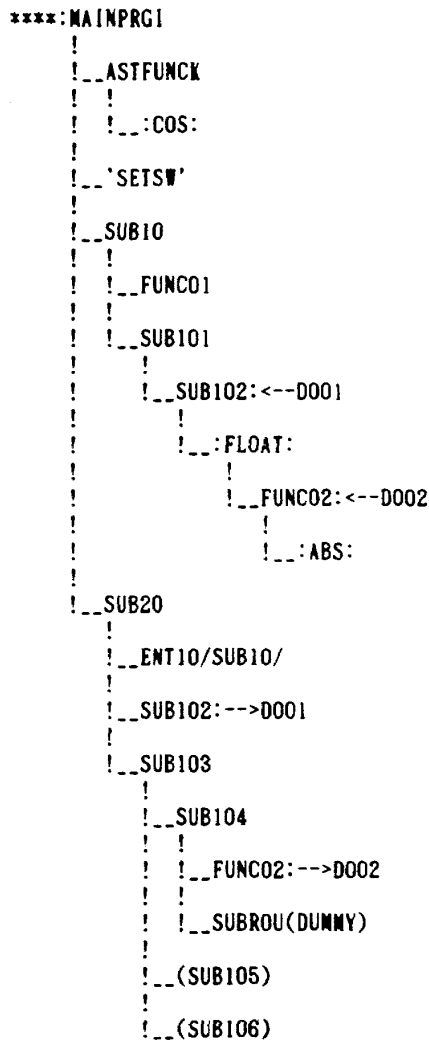 ****:MAINPRG1
!
!__ASTFUNCK
! !
! !__:COS:
!
!__'SETSW'
!
!__SUB10
! !
! !__FUNC01
! !
! !__SUB101
! !
! !__SUB102:<--D001
! !
! !__:FLOAT:
! !
! !__FUNC02:<--D002
! !
! !__:ABS:
!
!__SUB20
!
!__ENT10/SUB10/
!
!__SUB102:-->D001
!
!__SUB103
!
!__SUB104
! !
! !__FUNC02:-->D002
! !
! !__SUBROU(DUMMY)
!
!__(SUB105)
!
!__(SUB106)